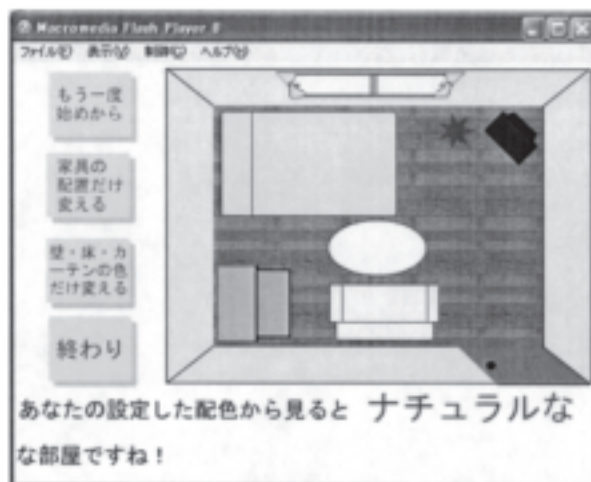 Macromedia Flash Player 8
ファイル(F) 表示(V) 制御(C) ヘルプ(H)
もう一度
始めから
家具の
配置だけ
変える
壁・床・カ
ーテンの色
だけ変える
終わり
あなたの設定した配色から見ると ナチュラルな
な部屋ですね！